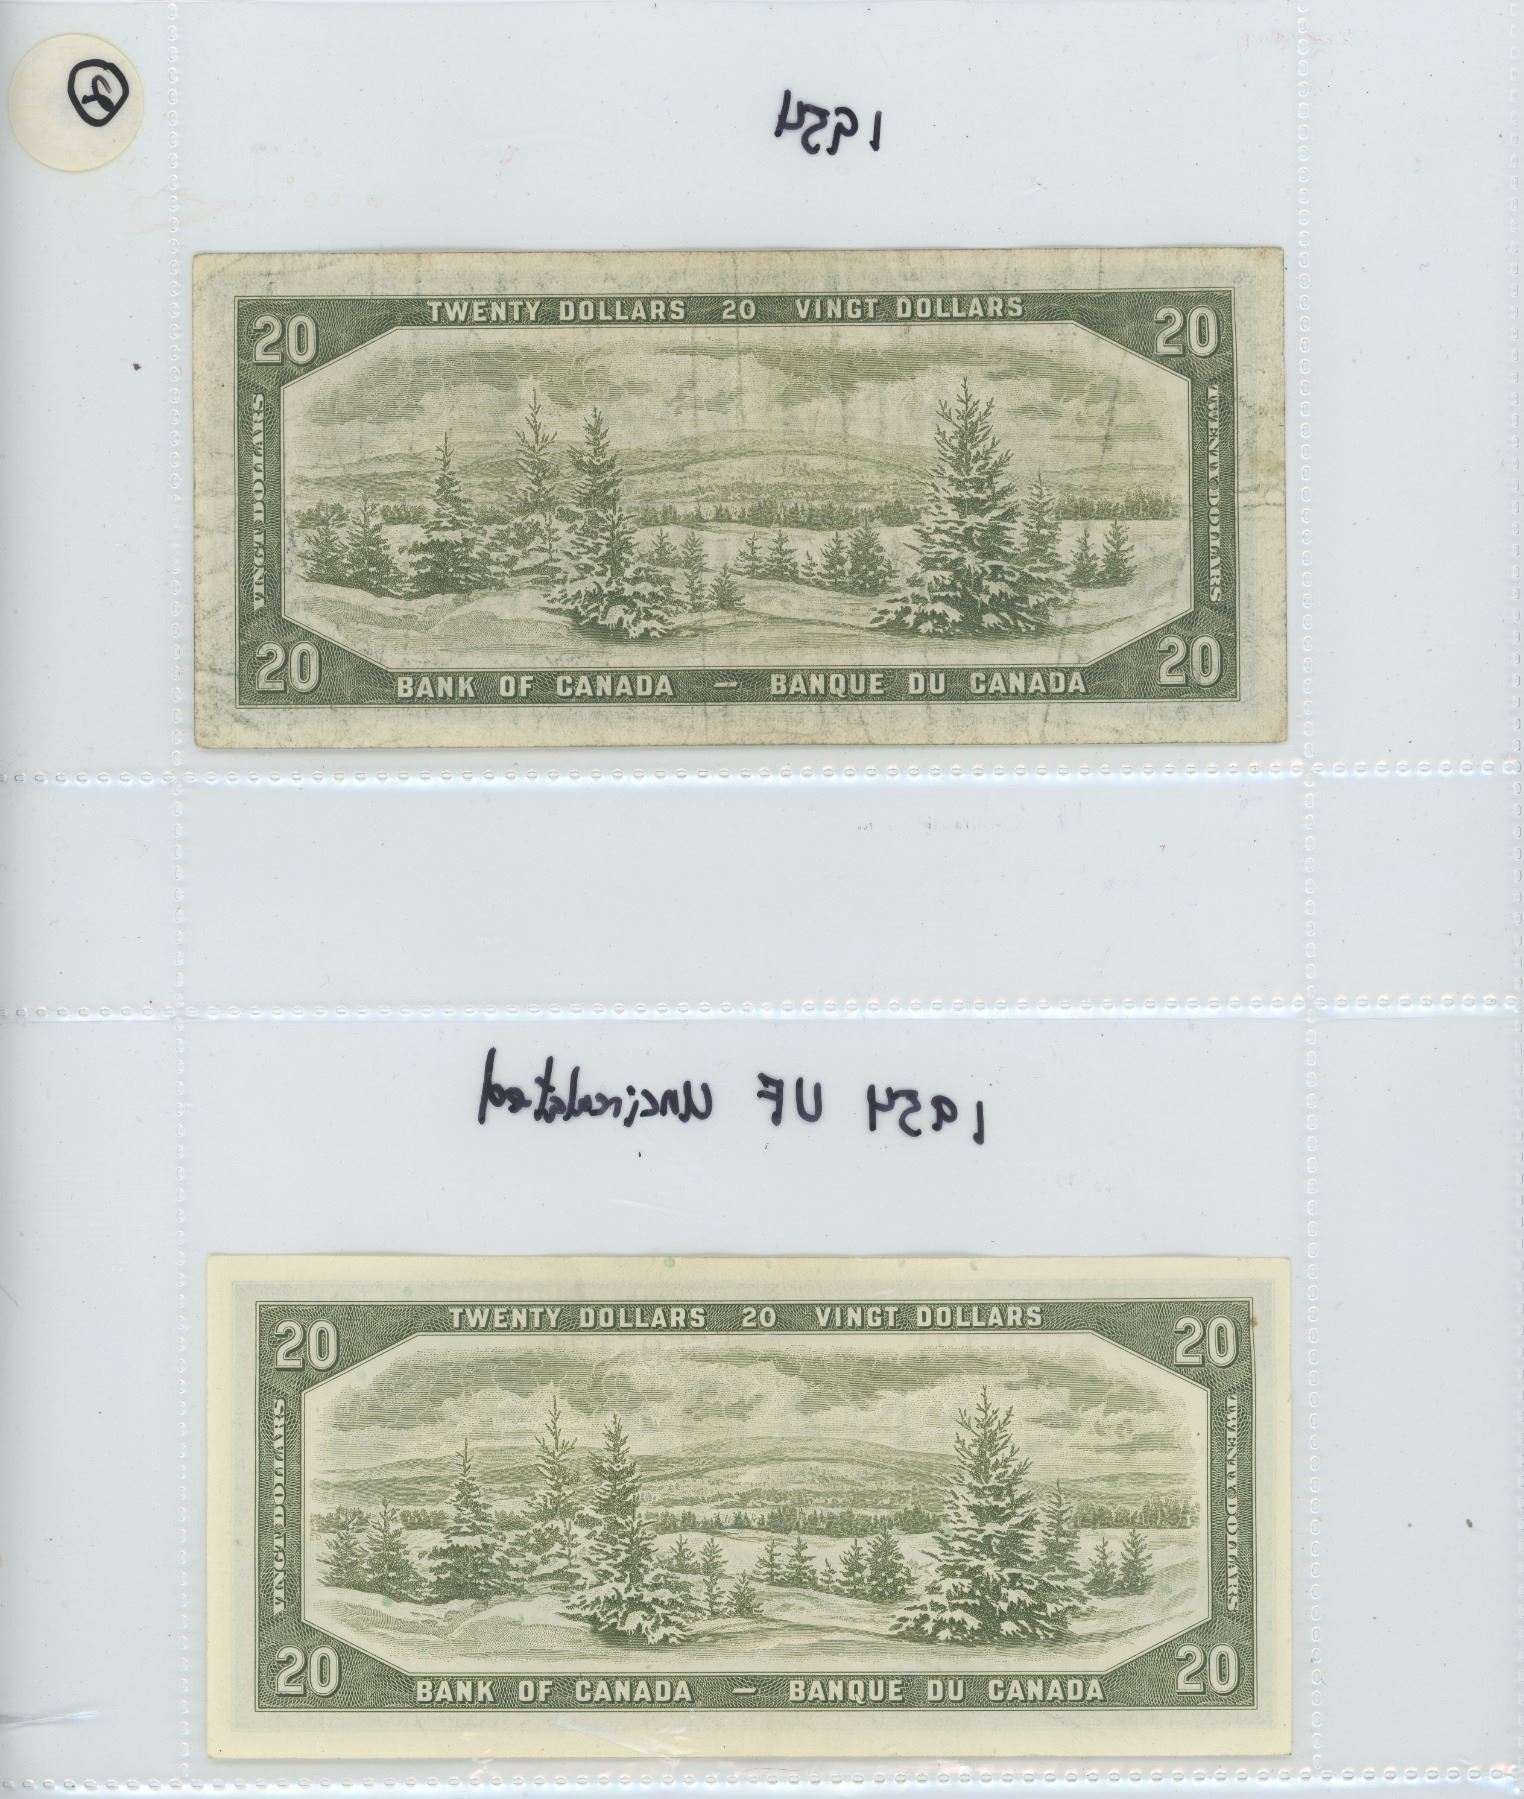 2
1954
TWENTY DOLLARS 20 VINGT DOLLARS
20 20
VINGT DOLLARS
TWENTY DOLLARS
20 20
BANK OF CANADA — BANQUE DU CANADA
1954 UF Uncirculated
TWENTY DOLLARS 20 VINGT DOLLARS
20 20
VINGT DOLLARS
TWENTY DOLLARS
20 20
BANK OF CANADA — BANQUE DU CANADA